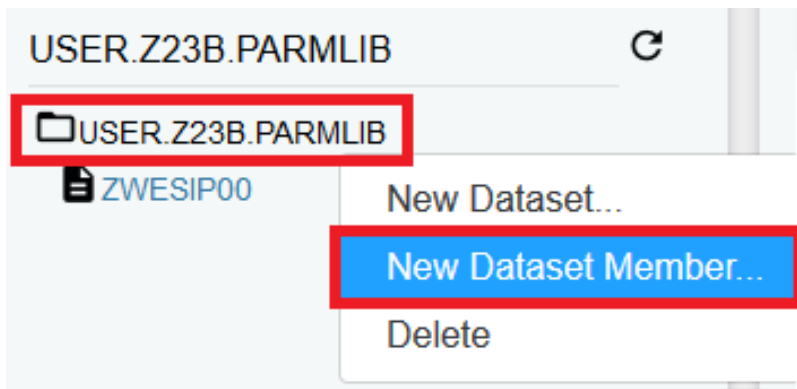 USER.Z23B.PARMLIB
USER.Z23B.PARMLIB
ZWESIP00
New Dataset...
New Dataset Member...
Delete